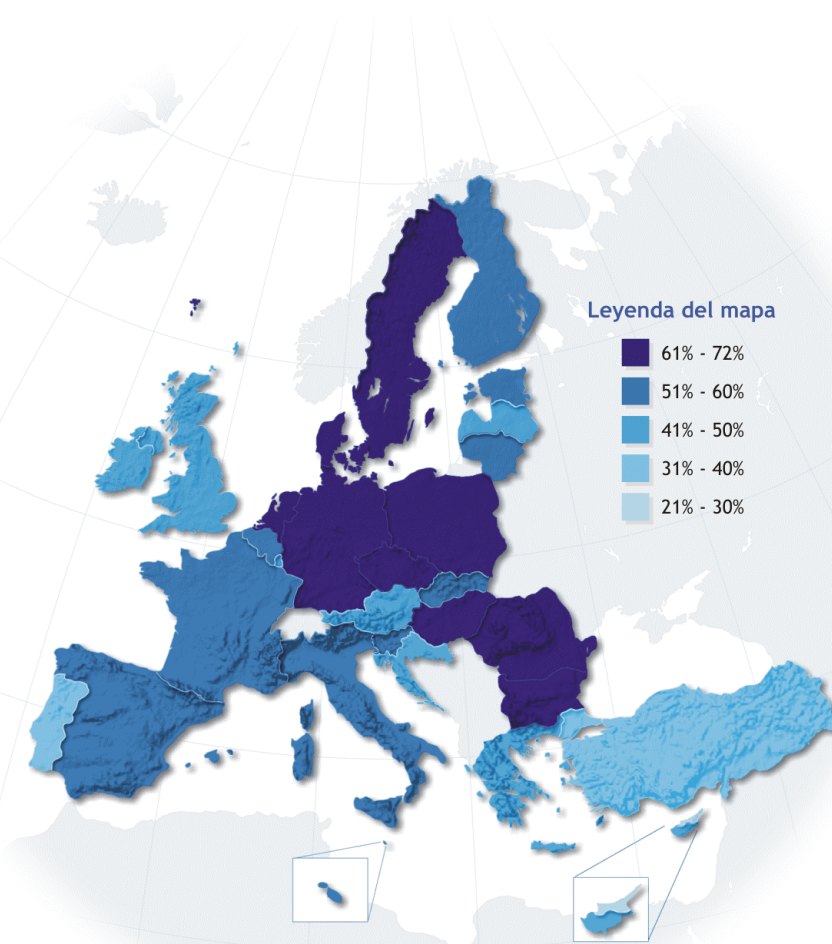 Leyenda del mapa
61% - 72%
51% - 60%
41% - 50%
31% - 40%
21% - 30%